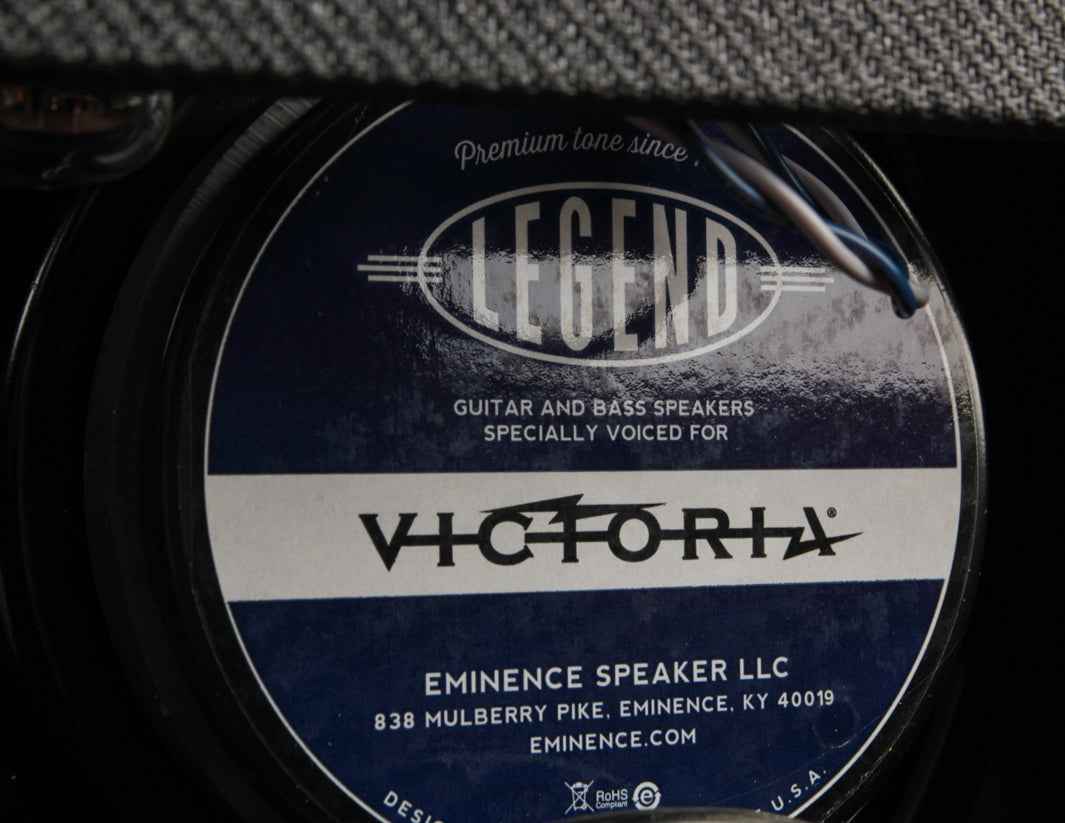 Premium tone since
LEGEND
GUITAR AND BASS SPEAKERS
SPECIALLY VOICED FOR
VICTORIA®
EMINENCE SPEAKER LLC
838 MULBERRY PIKE, EMINENCE, KY 40019
EMINENCE.COM
RoHS
Compliant
e
U.S.A.